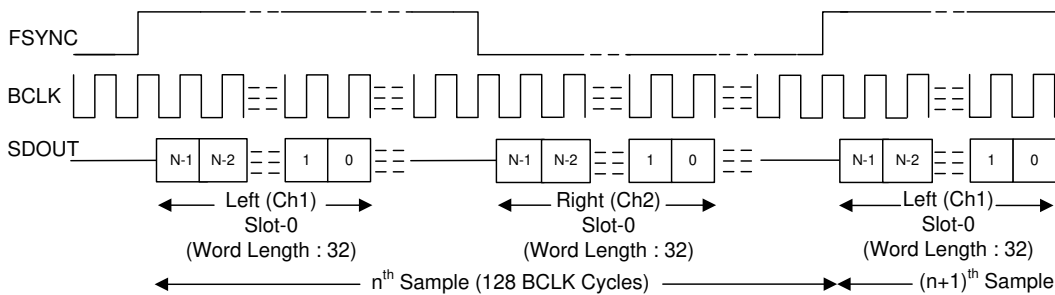 FSYNC
BCLK
SDOUT
N-1 N-2 1 0 N-1 N-2 1 0 N-1 N-2 1 0
Left (Ch1) Right (Ch2) Left (Ch1)
Slot-0 Slot-0 Slot-0
(Word Length : 32) (Word Length : 32) (Word Length : 32)
nth Sample (128 BCLK Cycles) (n+1)th Sample